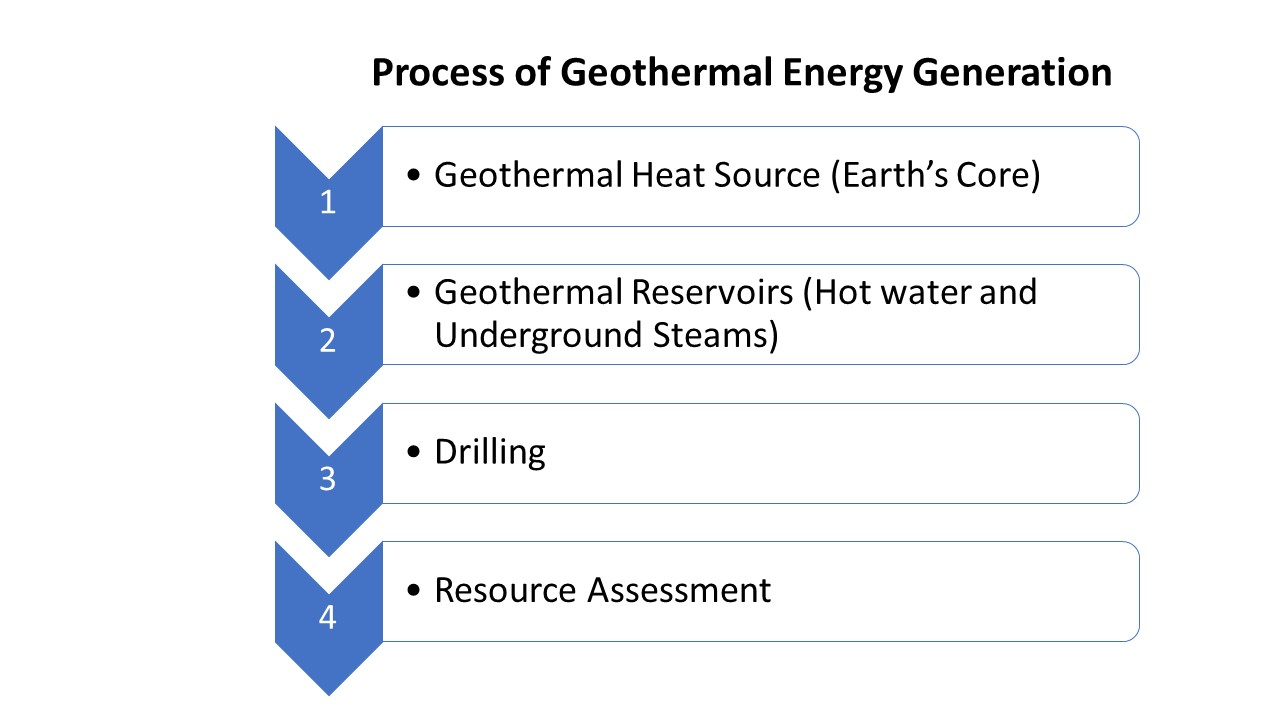 Process of Geothermal Energy Generation
1
• Geothermal Heat Source (Earth’s Core)
2
• Geothermal Reservoirs (Hot water and
Underground Steams)
3
• Drilling
4
• Resource Assessment